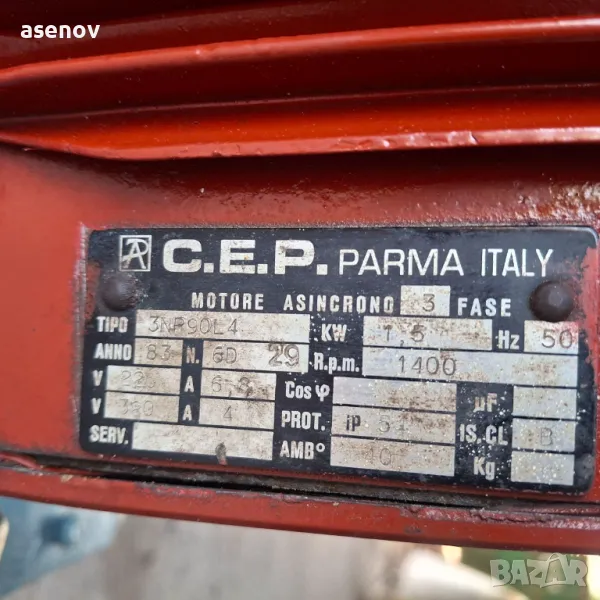 asenov
C.E.P. PARMA ITALY
MOTORE ASINCRONO 3 FASE
TIPO 3NR90L4 KW 1,5 Hz 50
ANNO 83 N. 6D 29 R.p.m. 1400
V 220 A 6,8 Cos φ µF
V 380 A 4 PROT. iP 54 IS.CL B
SERV. AMB° 40 Kg
BAZAR